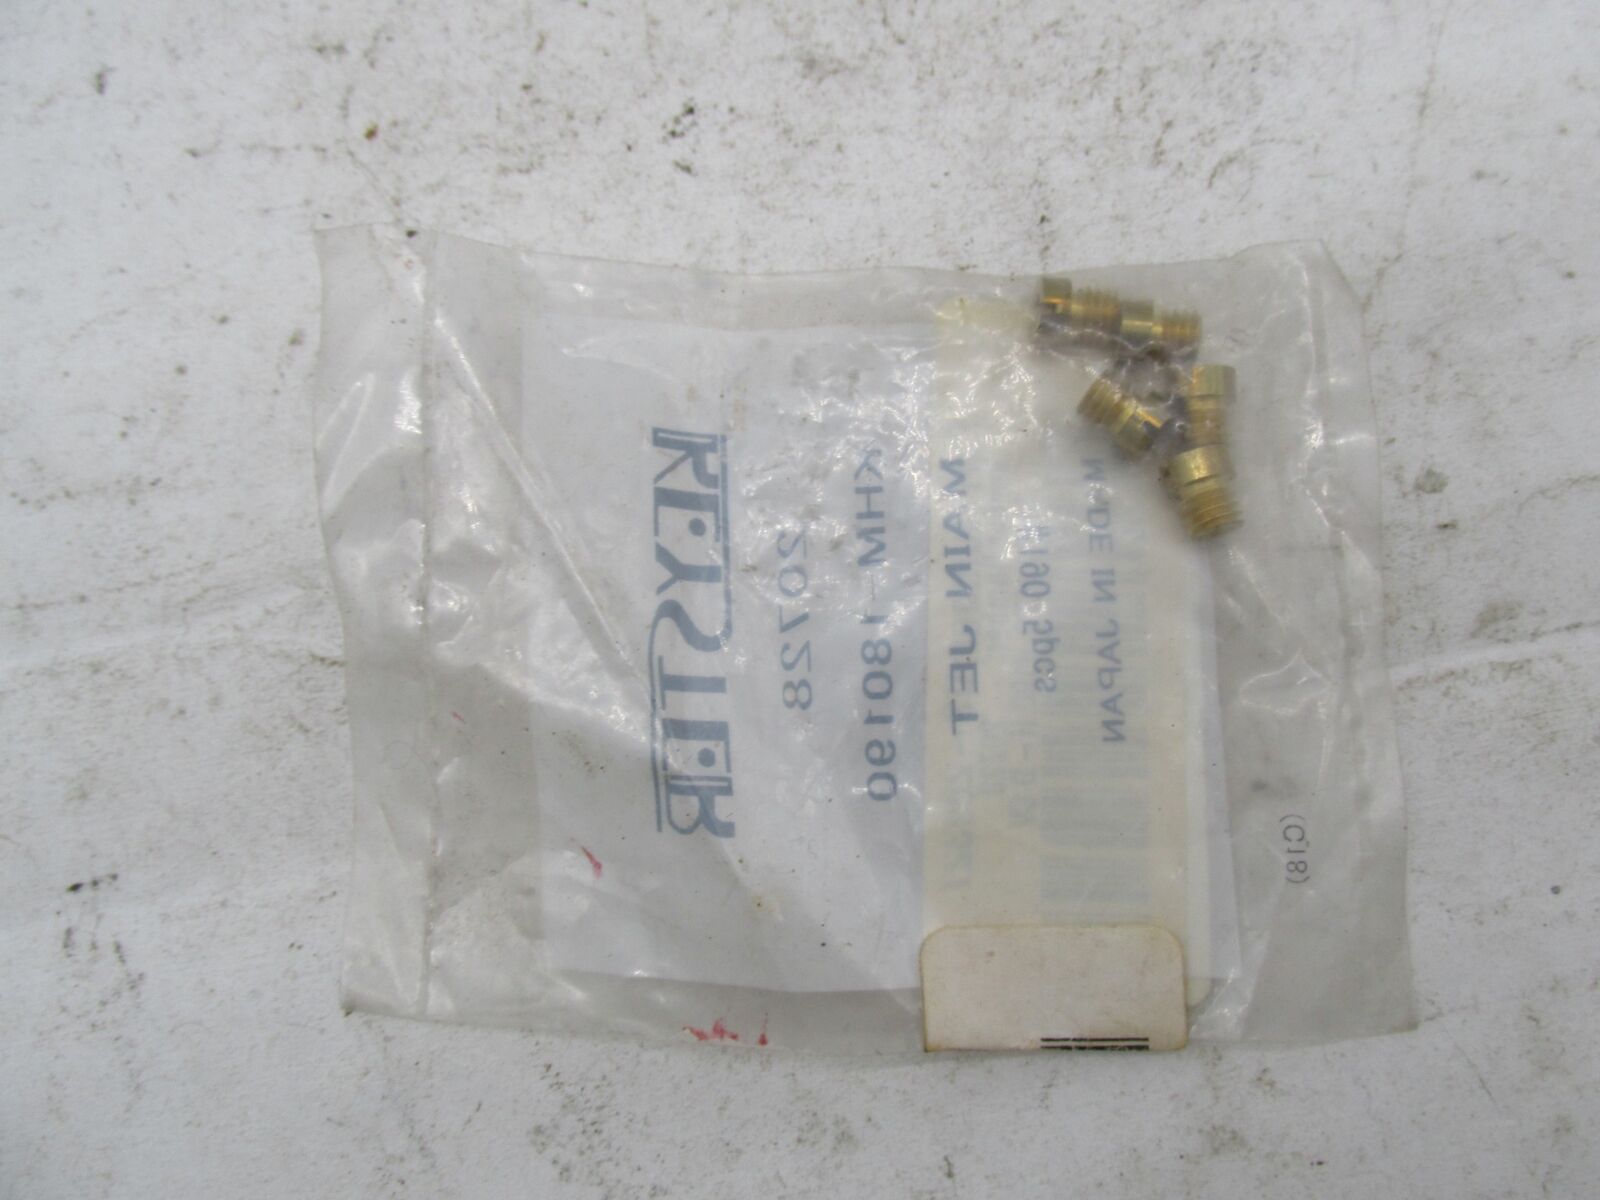 KEYSTER
20728
KHM-180190
MAIN JET
#190 5pcs
MADE IN JAPAN
(C18)